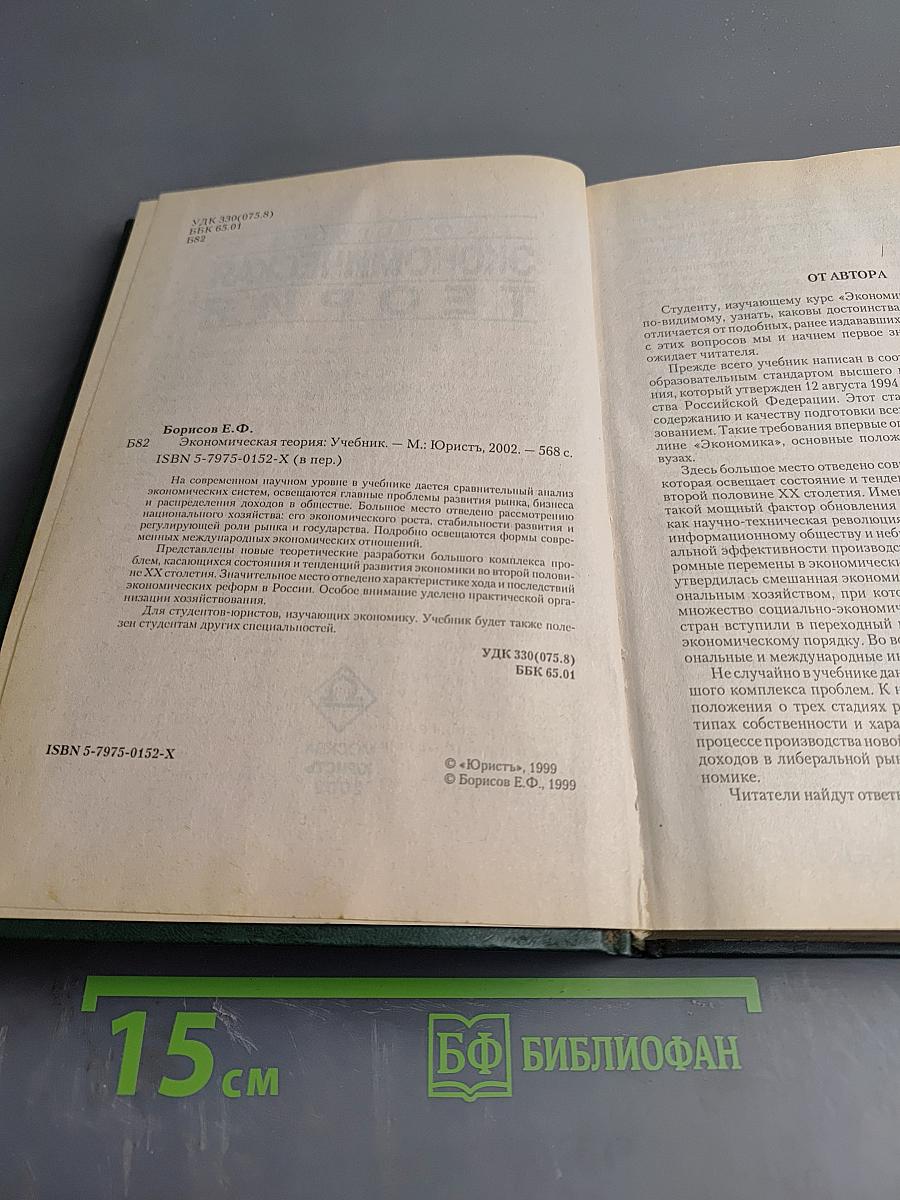 УДК 330(075.8)
ББК 65.01
Б82
Борисов Е.Ф.
Б82 Экономическая теория: Учебник. — М.: Юристъ, 2002. — 568 с.
ISBN 5-7975-0152-X (в пер.)
На современном научном уровне в учебнике дается сравнительный анализ
экономических систем, освещаются главные проблемы развития рынка, бизнеса
и распределения доходов в обществе. Большое место отведено рассмотрению
национального хозяйства: его экономического роста, стабильности развития и
регулирующей роли рынка и государства. Подробно освещаются формы совре-
менных международных экономических отношений.
Представлены новые теоретические разработки большого комплекса про-
блем, касающихся состояния и тенденций развития экономики во второй полови-
не XX столетия. Значительное место отведено характеристике хода и последствий
экономических реформ в России. Особое внимание уделено практической орга-
низации хозяйствования.
Для студентов-юристов, изучающих экономику. Учебник будет также поле-
зен студентам других специальностей.
УДК 330(075.8)
ББК 65.01
ISBN 5-7975-0152-X
© «Юристъ», 1999
© Борисов Е.Ф., 1999
ОТ АВТОРА
Студенту, изучающему курс «Экономи
по-видимому, узнать, каковы достоинства
отличается от подобных, ранее издававших
с этих вопросов мы и начнем первое зн
ожидает читателя.
Прежде всего учебник написан в соот
образовательным стандартом высшего
ния, который утвержден 12 августа 1994
ства Российской Федерации. Этот ста
содержанию и качеству подготовки все
зованием. Такие требования впервые оп
лине «Экономика», основные полож
вузах.
Здесь большое место отведено совр
которая освещает состояние и тенде
второй половине XX столетия. Имен
такой мощный фактор обновления
как научно-техническая революция
информационному обществу и неб
альной эффективности производс
ромные перемены в экономически
утвердилась смешанная экономи
ональным хозяйством, при кото
множество социально-экономич
стран вступили в переходный
экономическому порядку. Во вс
ональные и международные ин
Не случайно в учебнике дан
шого комплекса проблем. К н
положения о трех стадиях р
типах собственности и хара
процессе производства новой
доходов в либеральной рын
номике.
Читатели найдут ответы
15 см
БФ БИБЛИОФАН